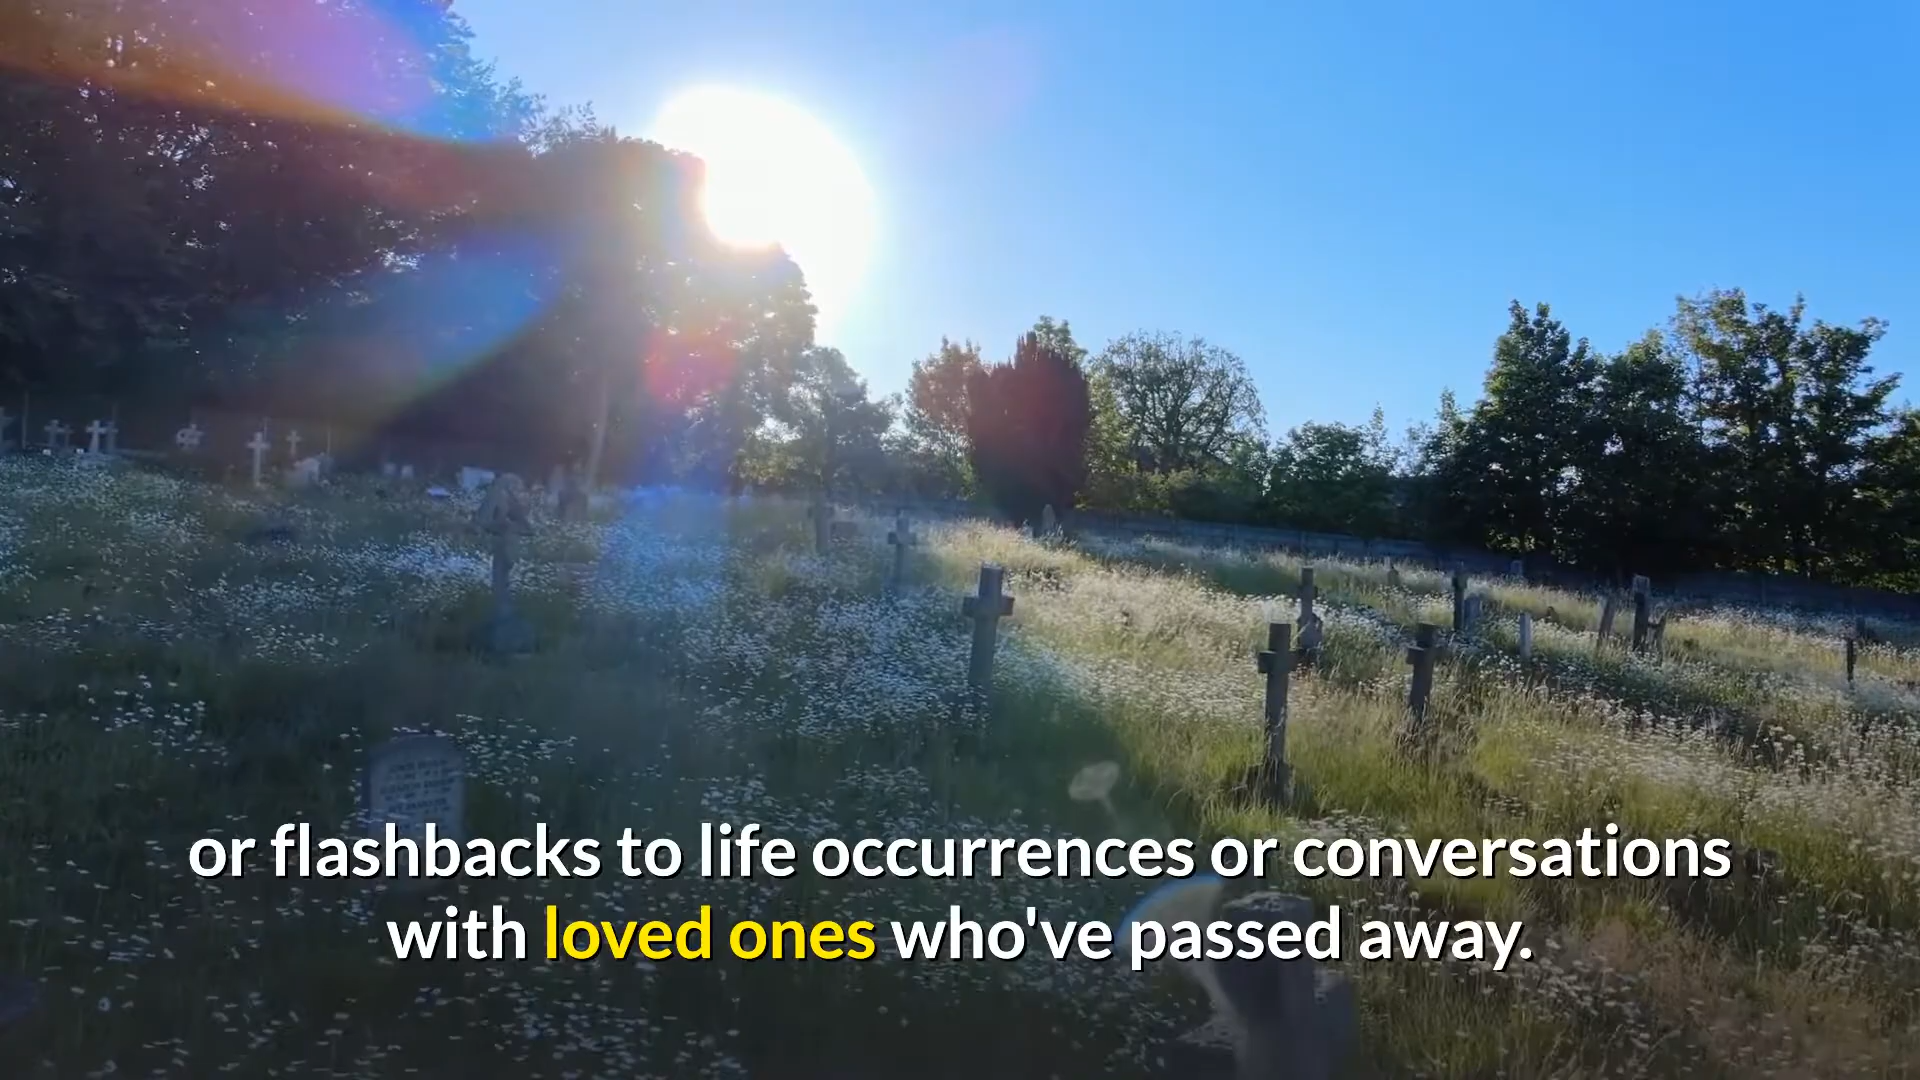 or flashbacks to life occurrences or conversations
with loved ones who've passed away.